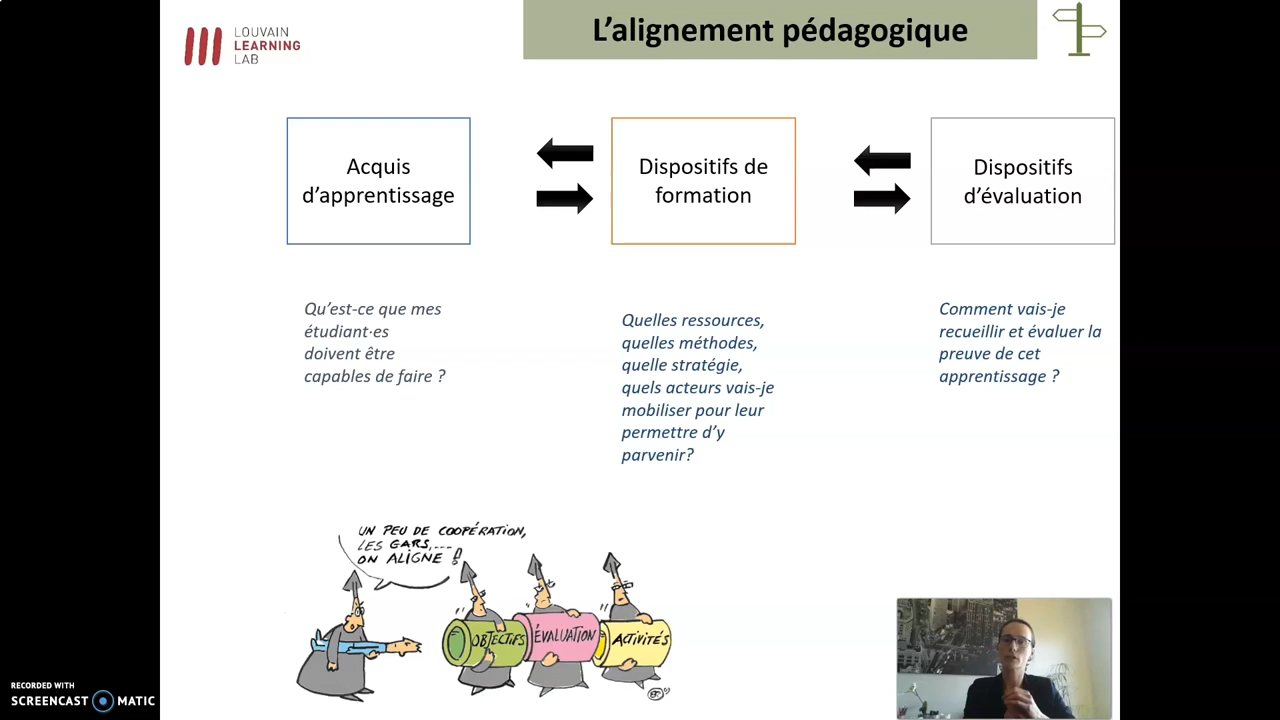 L'alignement pédagogique
LOUVAIN
LEARNING
LAB
Acquis
d'apprentissage
Dispositifs de
formation
Dispositifs
d'évaluation
Qu'est-ce que mes
étudiant·es
doivent être
capables de faire ?
Quelles ressources,
quelles méthodes,
quelle stratégie,
quels acteurs vais-je
mobiliser pour leur
permettre d'y
parvenir?
Comment vais-je
recueillir et évaluer la
preuve de cet
apprentissage ?
UN PEU DE COOPÉRATION,
LES GARS,...
ON ALIGNE !
OBJECTIFS
ÉVALUATION
ACTIVITÉS
RECORDED WITH
SCREENCAST MATIC